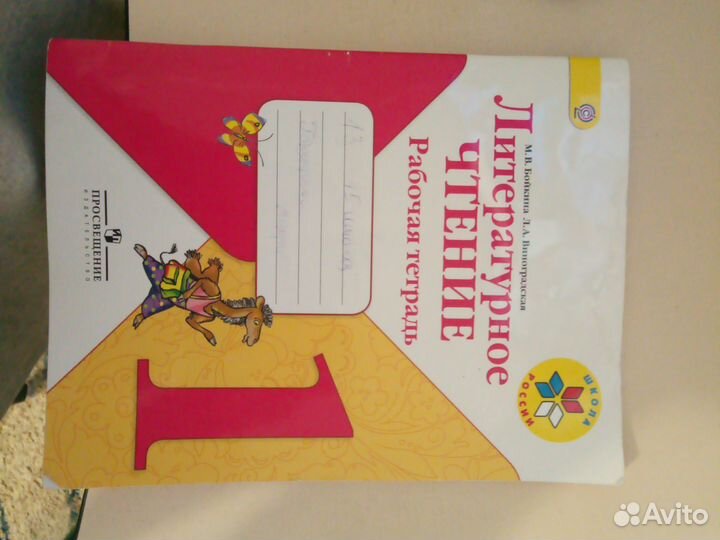 М.В. Бойкина Л.А. Виноградская
Литературное
ЧТЕНИЕ
Рабочая тетрадь
ШКОЛА
РОССИИ
1
ПРОСВЕЩЕНИЕ
ИЗДАТЕЛЬСТВО
Avito